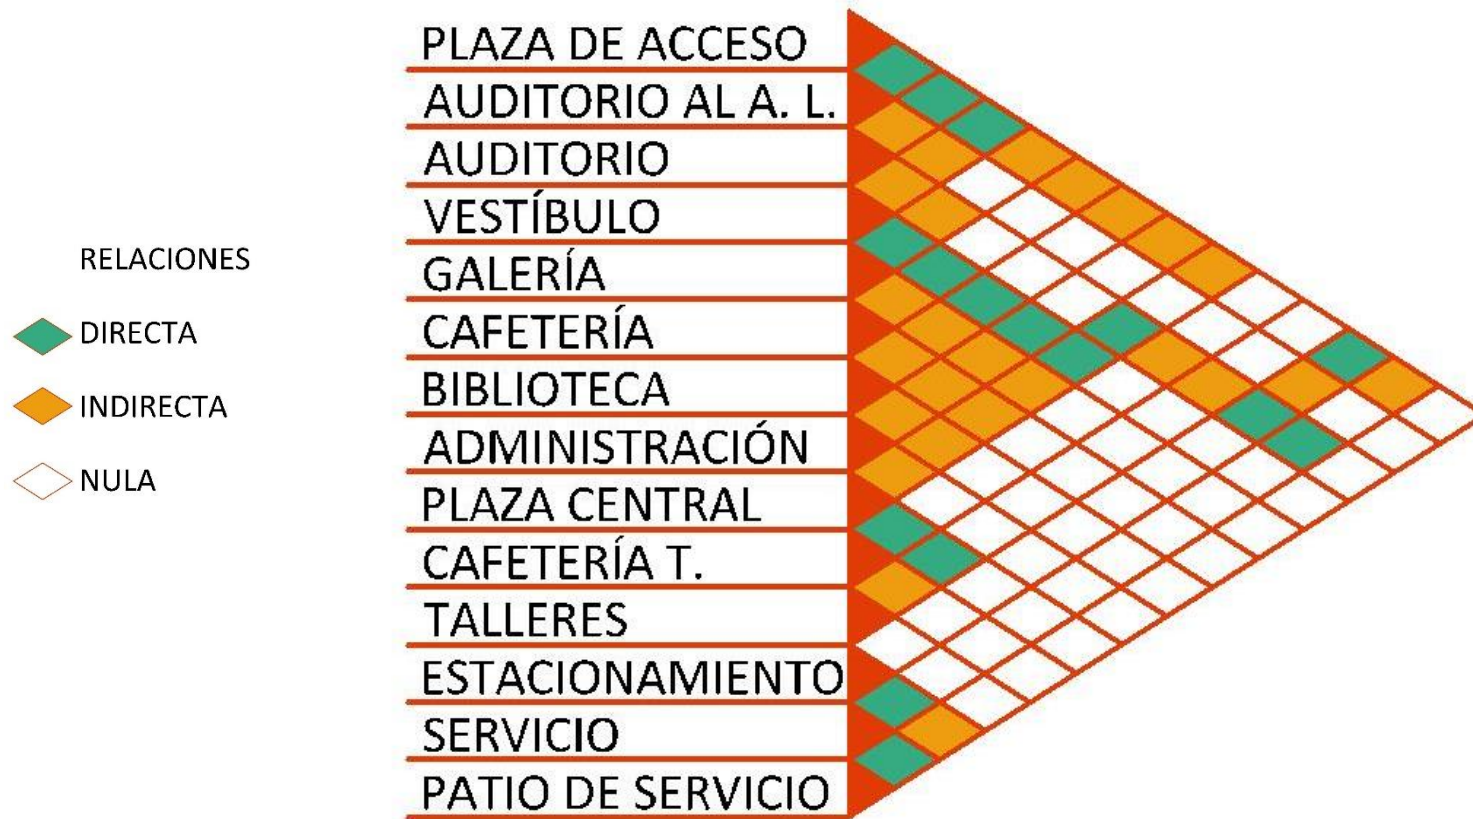 PLAZA DE ACCESO
AUDITORIO AL A. L.
AUDITORIO
VESTÍBULO
GALERÍA
CAFETERÍA
BIBLIOTECA
ADMINISTRACIÓN
PLAZA CENTRAL
CAFETERÍA T.
TALLERES
ESTACIONAMIENTO
SERVICIO
PATIO DE SERVICIO
RELACIONES
DIRECTA
INDIRECTA
NULA